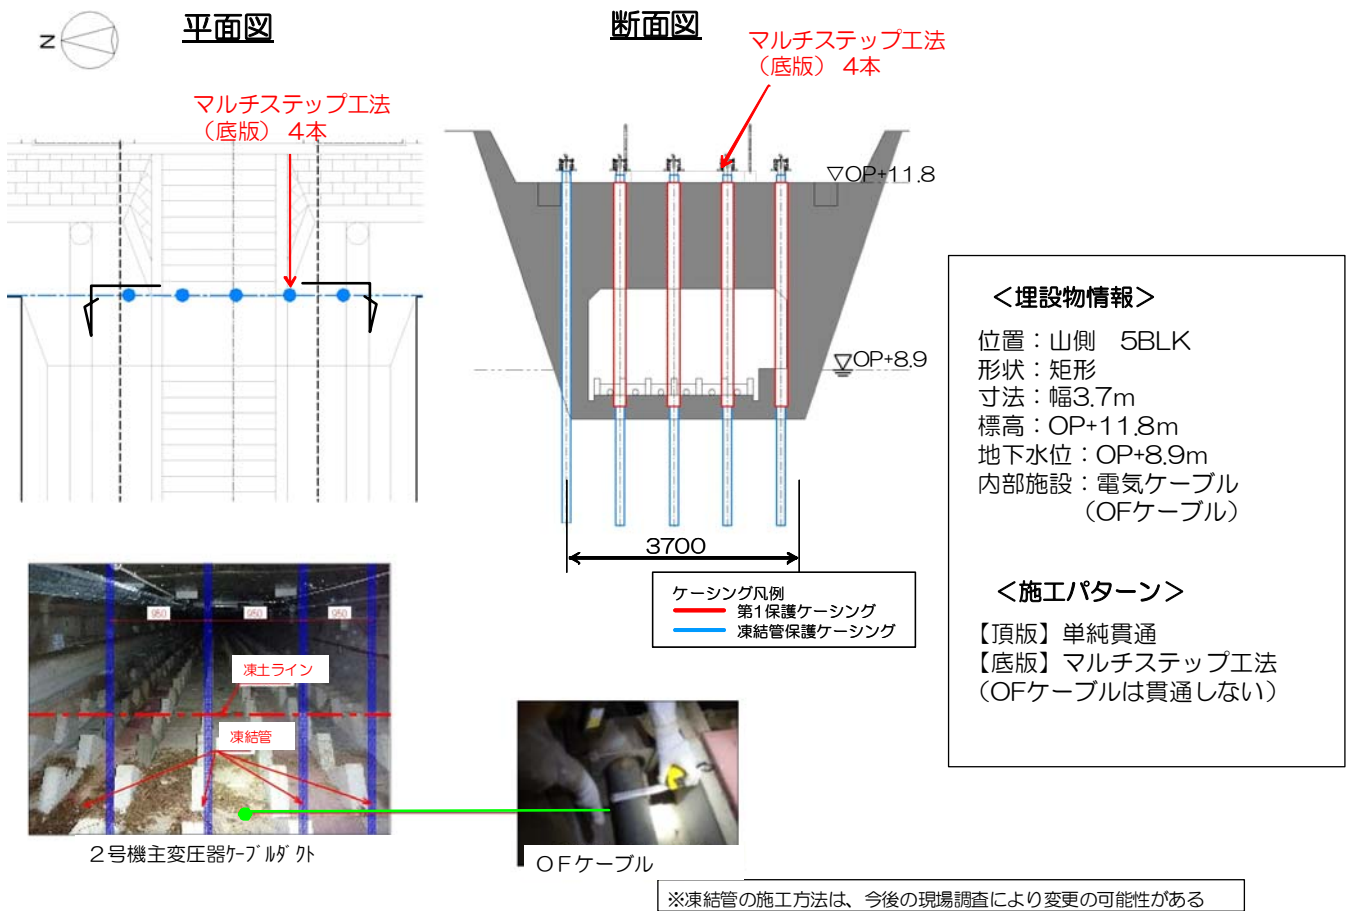 N
平面図
断面図
マルチステップ工法
（底版） 4本
マルチステップ工法
（底版） 4本
▽OP+11.8
▽OP+8.9
3700
ケーシング凡例
第1保護ケーシング
凍結管保護ケーシング
＜埋設物情報＞
位置：山側　5BLK
形状：矩形
寸法：幅3.7m
標高：OP+11.8m
地下水位：OP+8.9m
内部施設：電気ケーブル
（OFケーブル）
＜施工パターン＞
【頂版】単純貫通
【底版】マルチステップ工法
（OFケーブルは貫通しない）
950
950
950
凍土ライン
凍結管
２号機主変圧器ｹｰﾌﾞﾙﾀﾞｸﾄ
ＯＦケーブル
※凍結管の施工方法は、今後の現場調査により変更の可能性がある